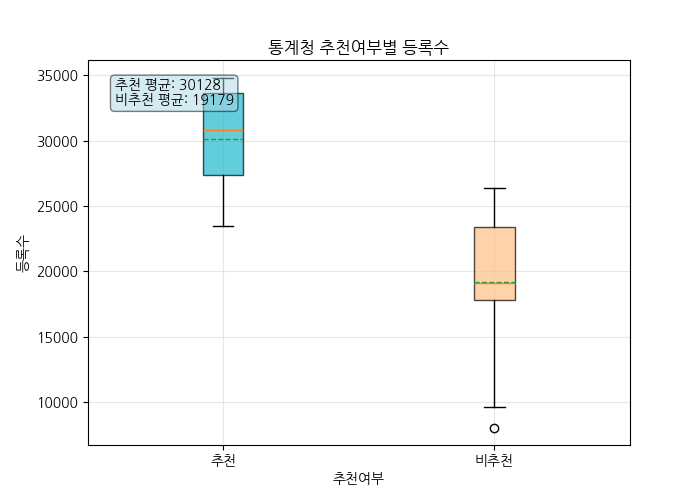 통계청 추천여부별 등록수
추천 평균: 30128
비추천 평균: 19179
35000
30000
25000
20000
15000
10000
등록수
추천
비추천
추천여부